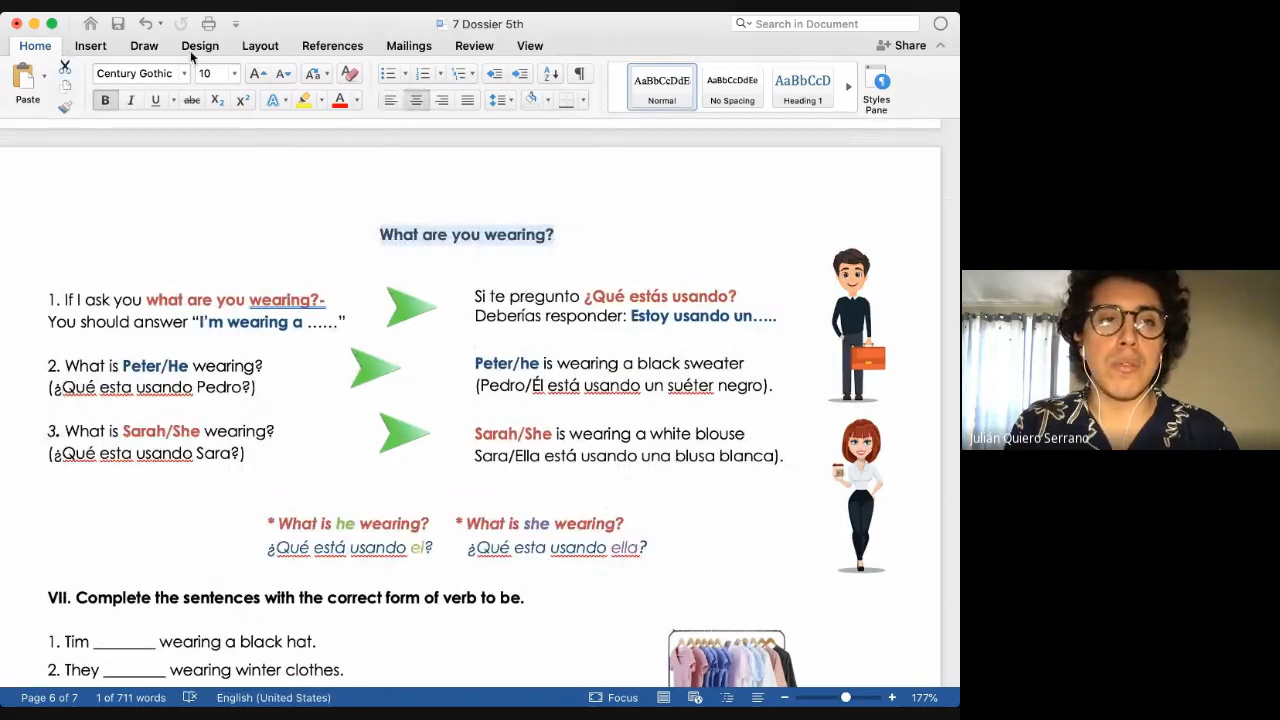 7 Dossier 5th
Search in Document
Home Insert Draw Design Layout References Mailings Review View
Share
Paste
Century Gothic 10
AaBbCcDdE AaBbCcDdEe AaBbCcD
Normal No Spacing Heading 1
Styles Pane
What are you wearing?
1. If I ask you what are you wearing?-
You should answer “I’m wearing a ……”
Si te pregunto ¿Qué estás usando?
Deberías responder: Estoy usando un…..
2. What is Peter/He wearing?
(¿Qué esta usando Pedro?)
Peter/he is wearing a black sweater
(Pedro/Él está usando un suéter negro).
3. What is Sarah/She wearing?
(¿Qué esta usando Sara?)
Sarah/She is wearing a white blouse
Sara/Ella está usando una blusa blanca).
* What is he wearing? * What is she wearing?
¿Qué está usando el? ¿Qué esta usando ella?
VII. Complete the sentences with the correct form of verb to be.
1. Tim _______ wearing a black hat.
2. They _______ wearing winter clothes.
Page 6 of 7 1 of 711 words English (United States) Focus 177%
Julián Quiero Serrano